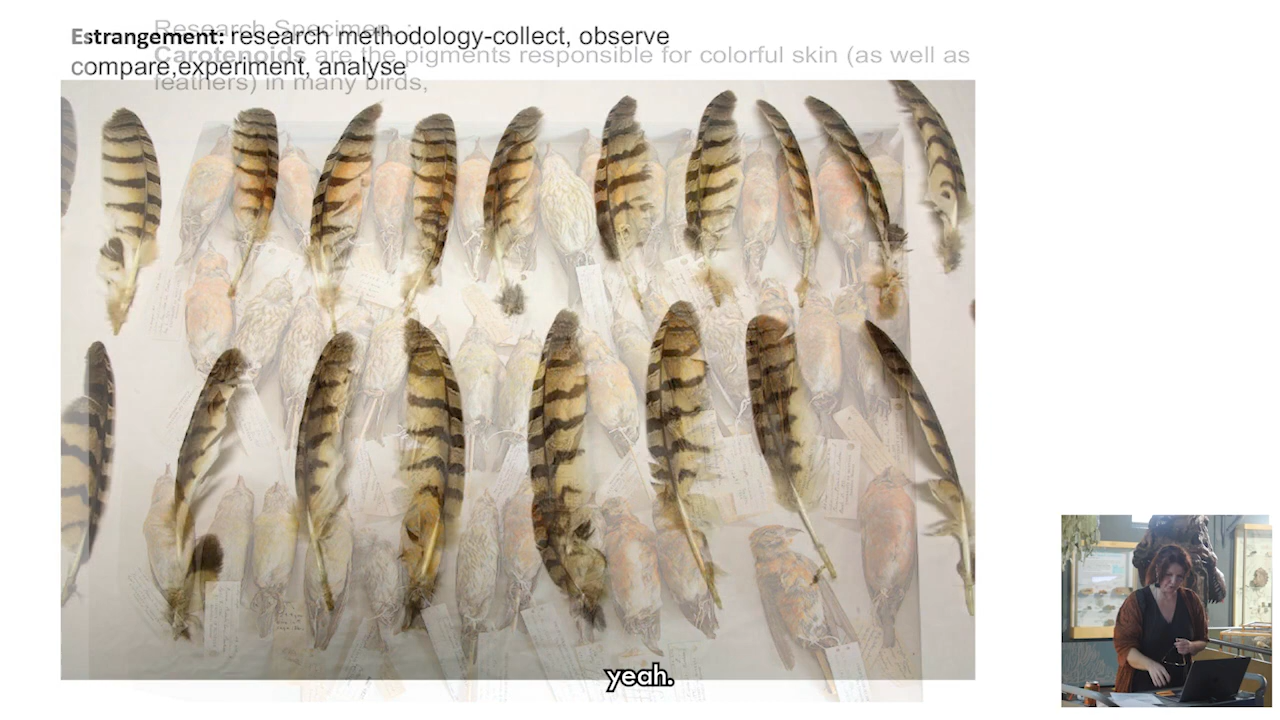 Research Specimen :
Estrangement: research methodology-collect, observe
Carotenoids are the pigments responsible for colorful skin (as well as
compare,experiment, analyse
feathers) in many birds,
yeah.